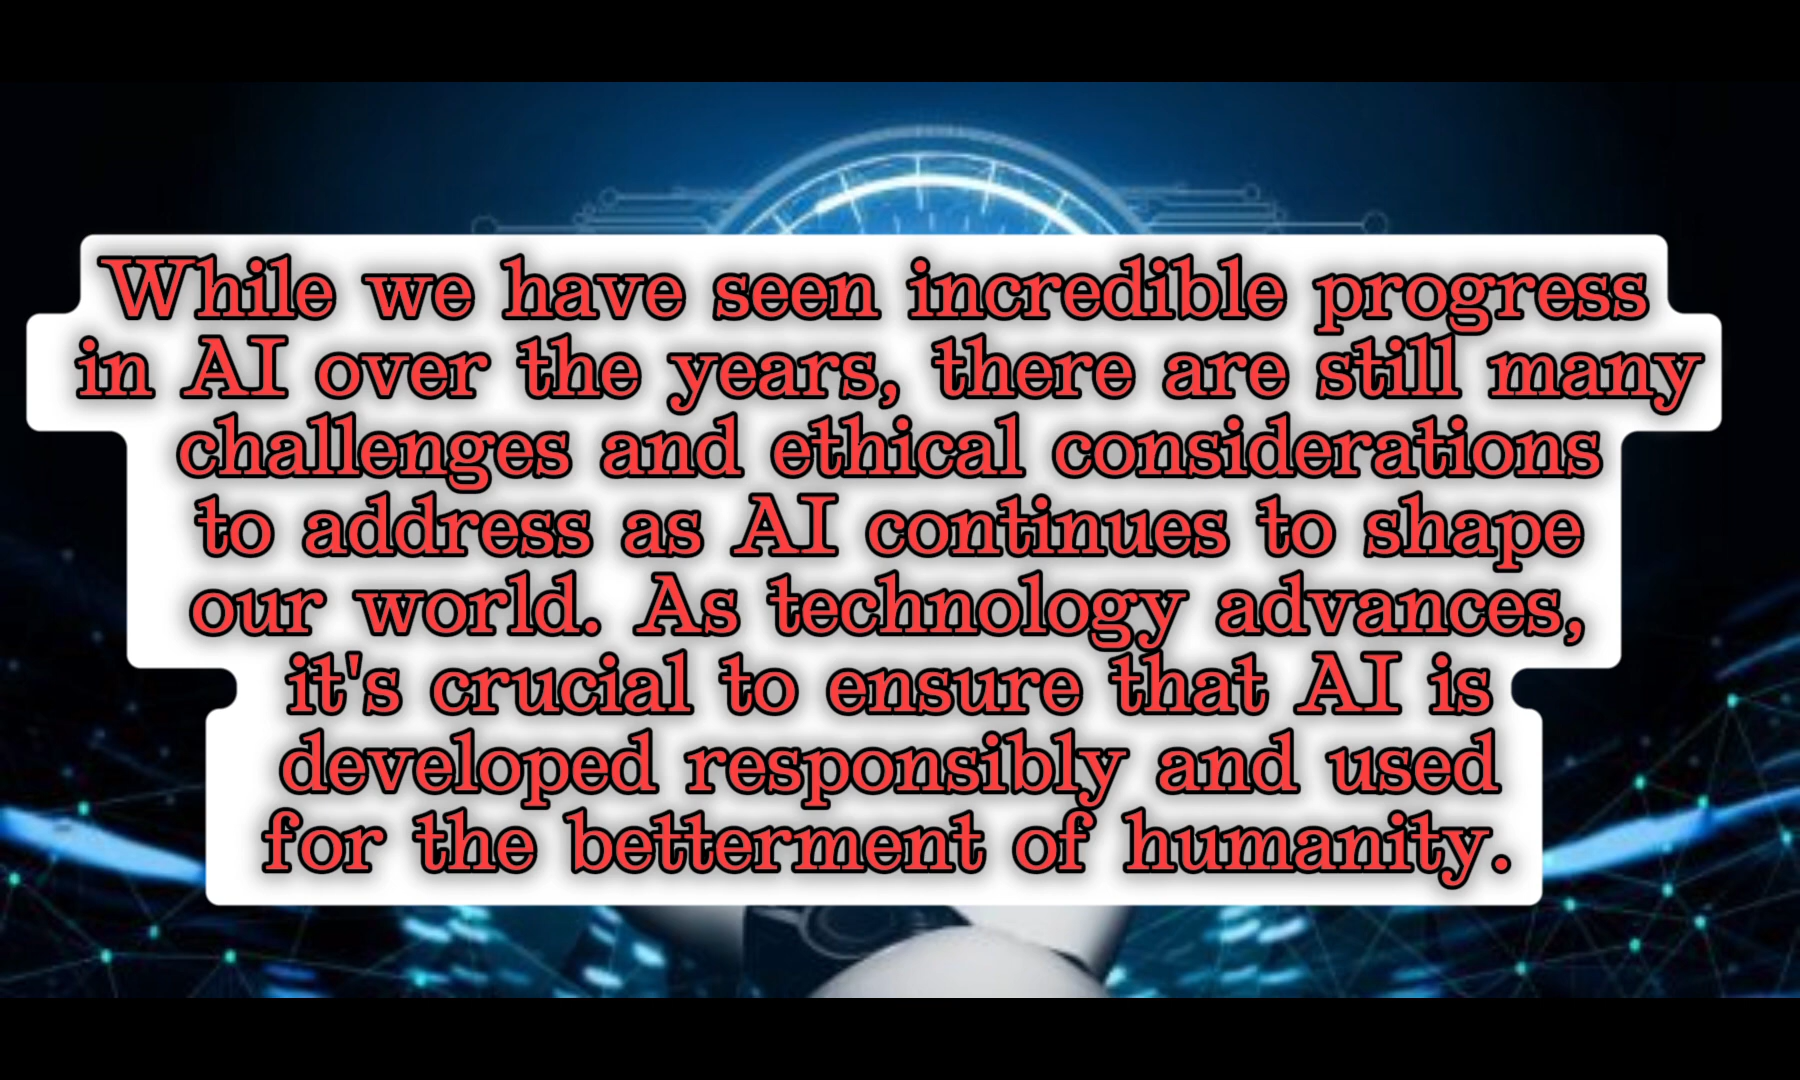 While we have seen incredible progress
in AI over the years, there are still many
challenges and ethical considerations
to address as AI continues to shape
our world. As technology advances,
it's crucial to ensure that AI is
developed responsibly and used
for the betterment of humanity.